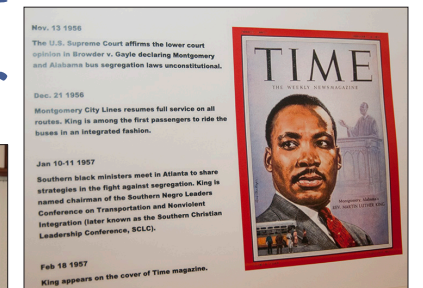 Nov. 13 1956
The U.S. Supreme Court affirms the lower court
opinion in Browder v. Gayle declaring Montgomery
and Alabama bus segregation laws unconstitutional.
Dec. 21 1956
Montgomery City Lines resumes full service on all
routes. King is among the first passengers to ride the
buses in an integrated fashion.
Jan 10-11 1957
Southern black ministers meet in Atlanta to share
strategies in the fight against segregation. King is
named chairman of the Southern Negro Leaders
Conference on Transportation and Nonviolent
Integration (later known as the Southern Christian
Leadership Conference, SCLC).
Feb 18 1957
King appears on the cover of Time magazine.
TIME
THE WEEKLY NEWSMAGAZINE
REV. MARTIN LUTHER KING